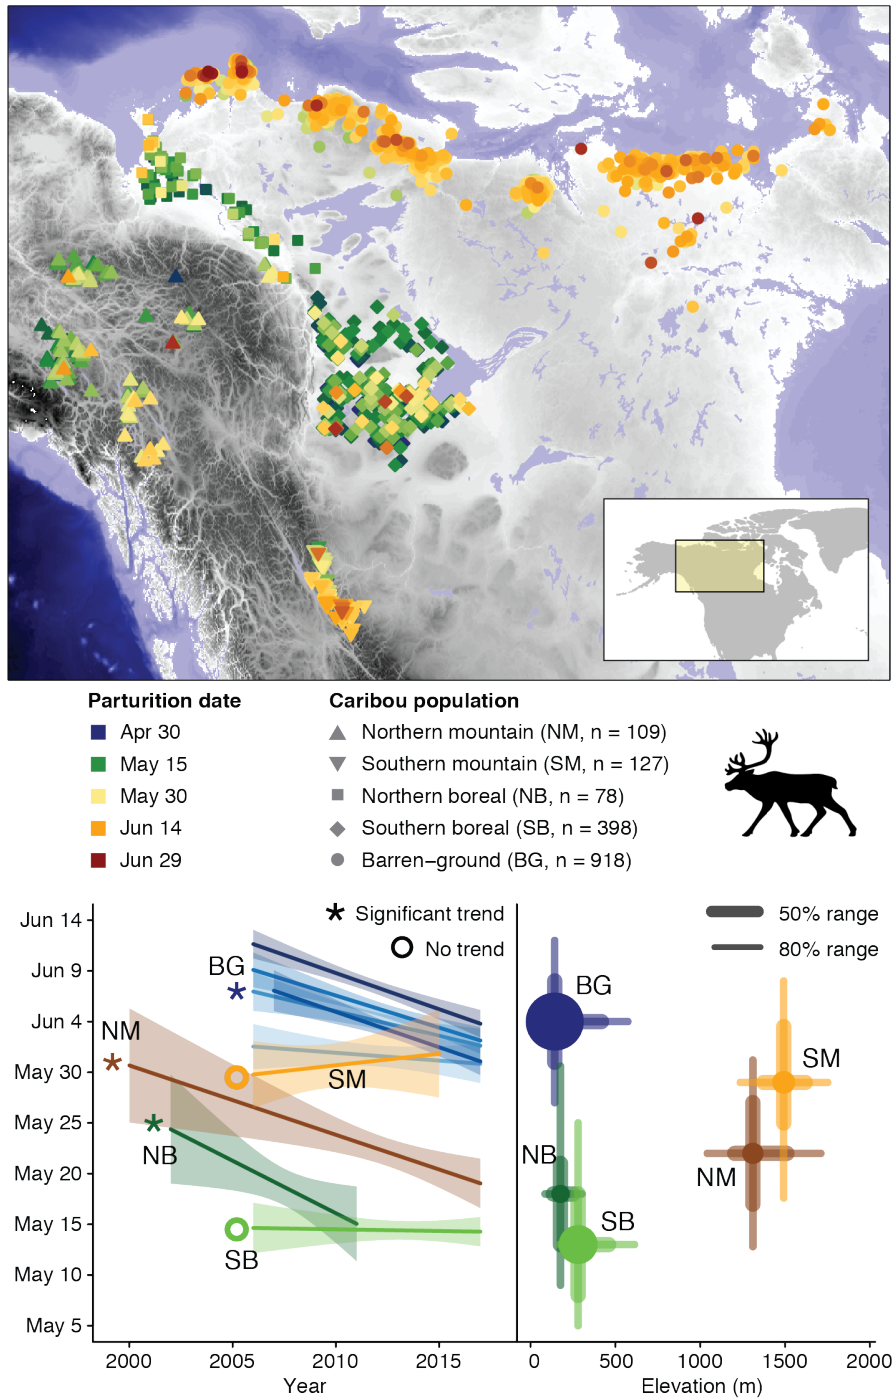 Parturition date
Apr 30
May 15
May 30
Jun 14
Jun 29
Caribou population
Northern mountain (NM, n = 109)
Southern mountain (SM, n = 127)
Northern boreal (NB, n = 78)
Southern boreal (SB, n = 398)
Barren–ground (BG, n = 918)
Jun 14
Jun 9
Jun 4
May 30
May 25
May 20
May 15
May 10
May 5
Significant trend
No trend
BG
NM
SM
NB
SB
2000
2005
2010
2015
Year
50% range
80% range
BG
SM
NB
NM
SB
0
500
1000
1500
2000
Elevation (m)